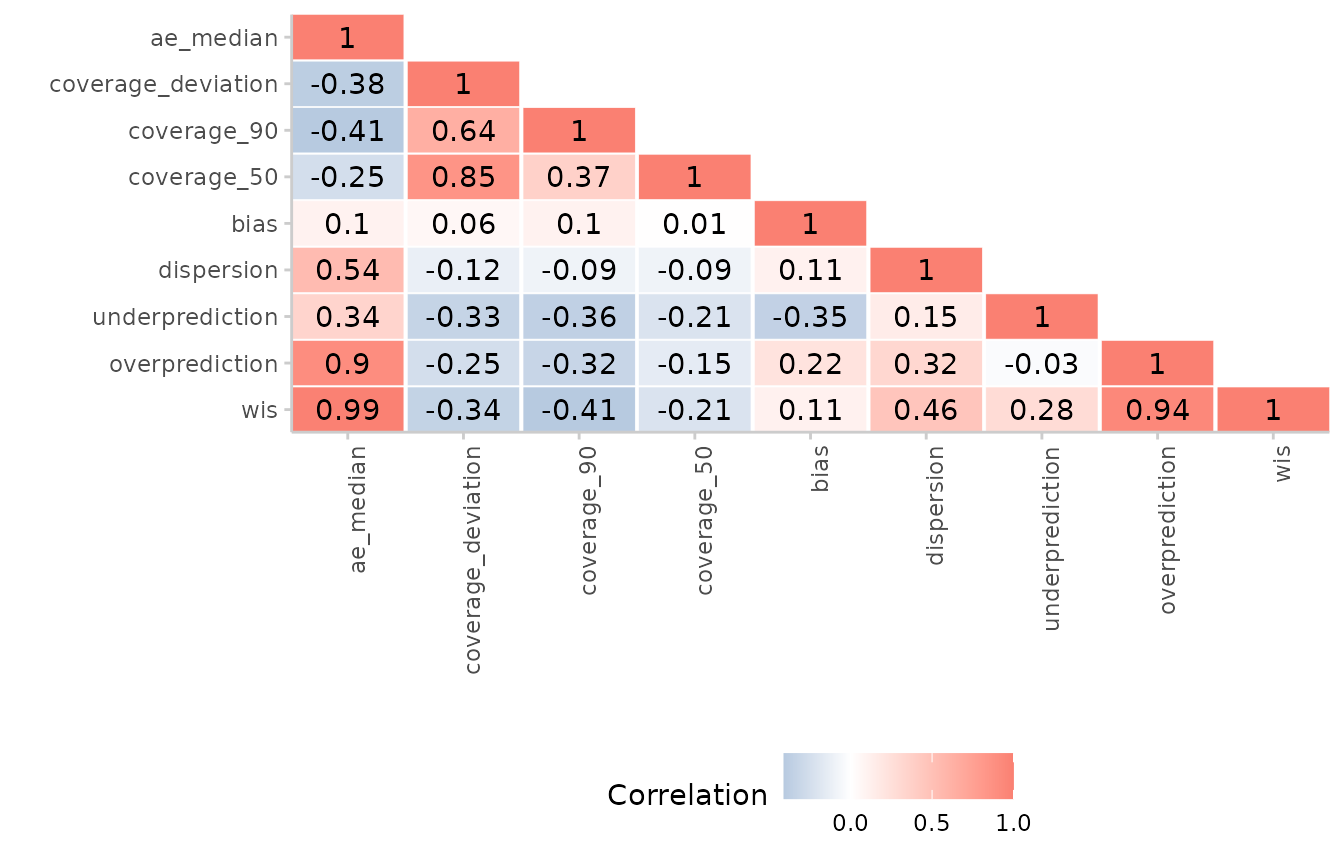 ae_median 1
coverage_deviation -0.38 1
coverage_90 -0.41 0.64 1
coverage_50 -0.25 0.85 0.37 1
bias 0.1 0.06 0.1 0.01 1
dispersion 0.54 -0.12 -0.09 -0.09 0.11 1
underprediction 0.34 -0.33 -0.36 -0.21 -0.35 0.15 1
overprediction 0.9 -0.25 -0.32 -0.15 0.22 0.32 -0.03 1
wis 0.99 -0.34 -0.41 -0.21 0.11 0.46 0.28 0.94 1
ae_median
coverage_deviation
coverage_90
coverage_50
bias
dispersion
underprediction
overprediction
wis
Correlation
0.0 0.5 1.0